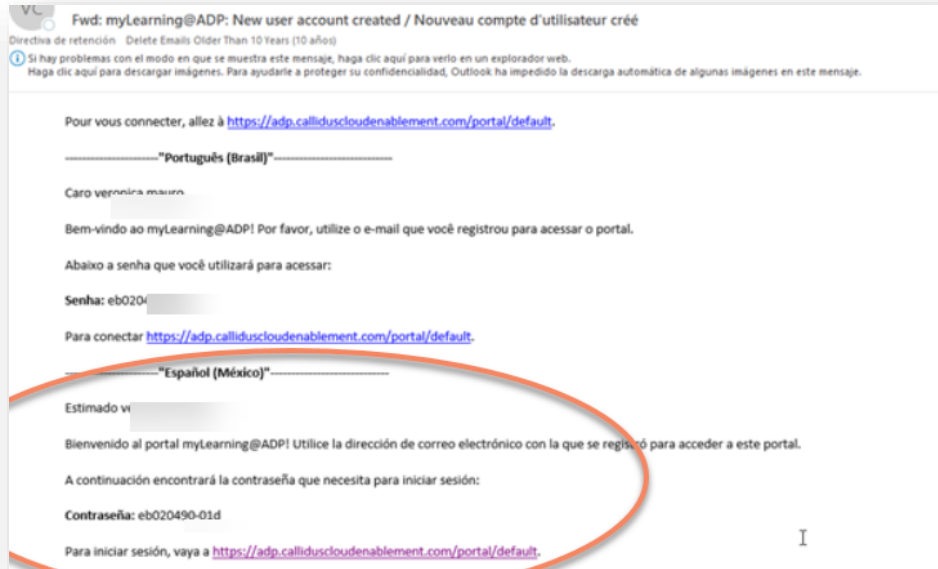 VC
Fwd: myLearning@ADP: New user account created / Nouveau compte d'utilisateur créé
Directiva de retención Delete Emails Older Than 10 Years (10 años)
Si hay problemas con el modo en que se muestra este mensaje, haga clic aquí para verlo en un explorador web.
Haga clic aquí para descargar imágenes. Para ayudarle a proteger su confidencialidad, Outlook ha impedido la descarga automática de algunas imágenes en este mensaje.
Pour vous connecter, allez à https://adp.calliduscloudenablement.com/portal/default.
----------------------"Português (Brasil)"----------------------------
Caro veronica mauro
Bem-vindo ao myLearning@ADP! Por favor, utilize o e-mail que você registrou para acessar o portal.
Abaixo a senha que você utilizará para acessar:
Senha: eb020
Para conectar https://adp.calliduscloudenablement.com/portal/default.
----------------------"Español (México)"----------------------------
Estimado ve
Bienvenido al portal myLearning@ADP! Utilice la dirección de correo electrónico con la que se registró para acceder a este portal.
A continuación encontrará la contraseña que necesita para iniciar sesión:
Contraseña: eb020490-01d
Para iniciar sesión, vaya a https://adp.calliduscloudenablement.com/portal/default.